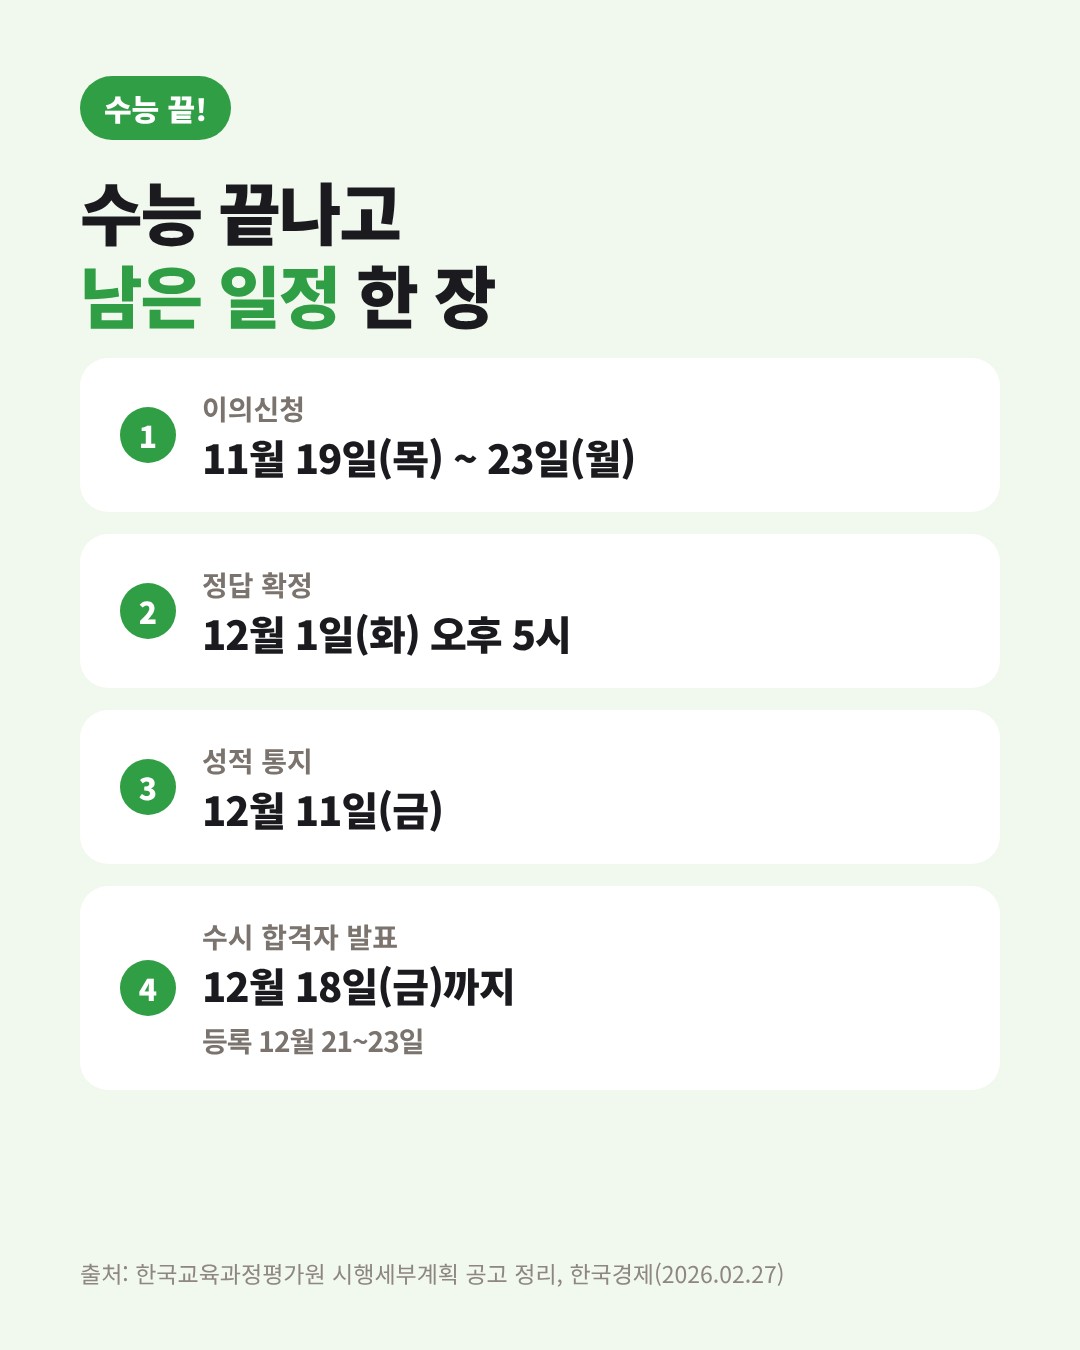 수능 끝!
수능 끝나고
남은 일정 한 장
1
이의신청
11월 19일(목) ~ 23일(월)
2
정답 확정
12월 1일(화) 오후 5시
3
성적 통지
12월 11일(금)
4
수시 합격자 발표
12월 18일(금)까지
등록 12월 21~23일
출처: 한국교육과정평가원 시행세부계획 공고 정리, 한국경제(2026.02.27)